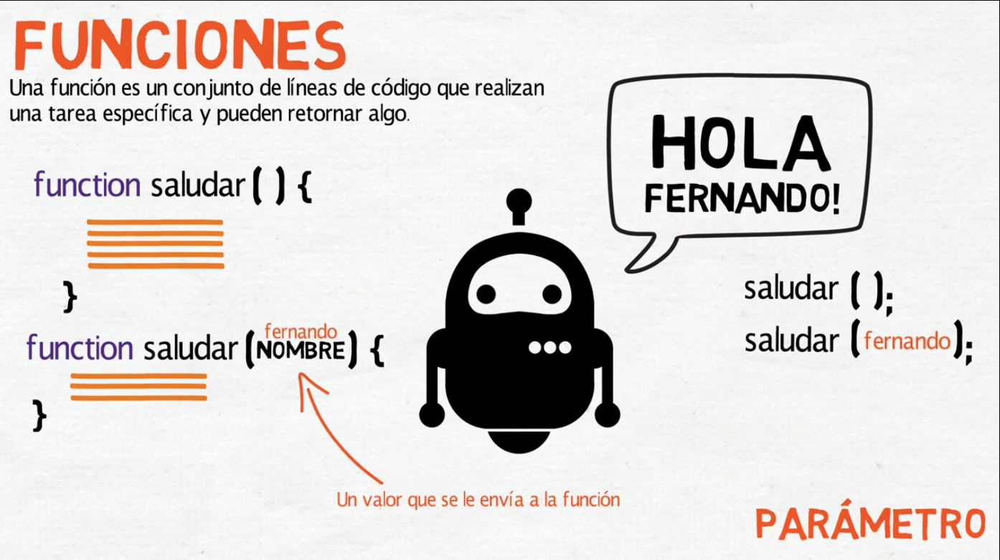 FUNCIONES
Una función es un conjunto de líneas de código que realizan
una tarea específica y pueden retornar algo.
function saludar ( ) {
}
function saludar (NOMBRE) {
fernando
}
Un valor que se le envía a la función
HOLA
FERNANDO!
saludar ( );
saludar (fernando);
PARÁMETRO